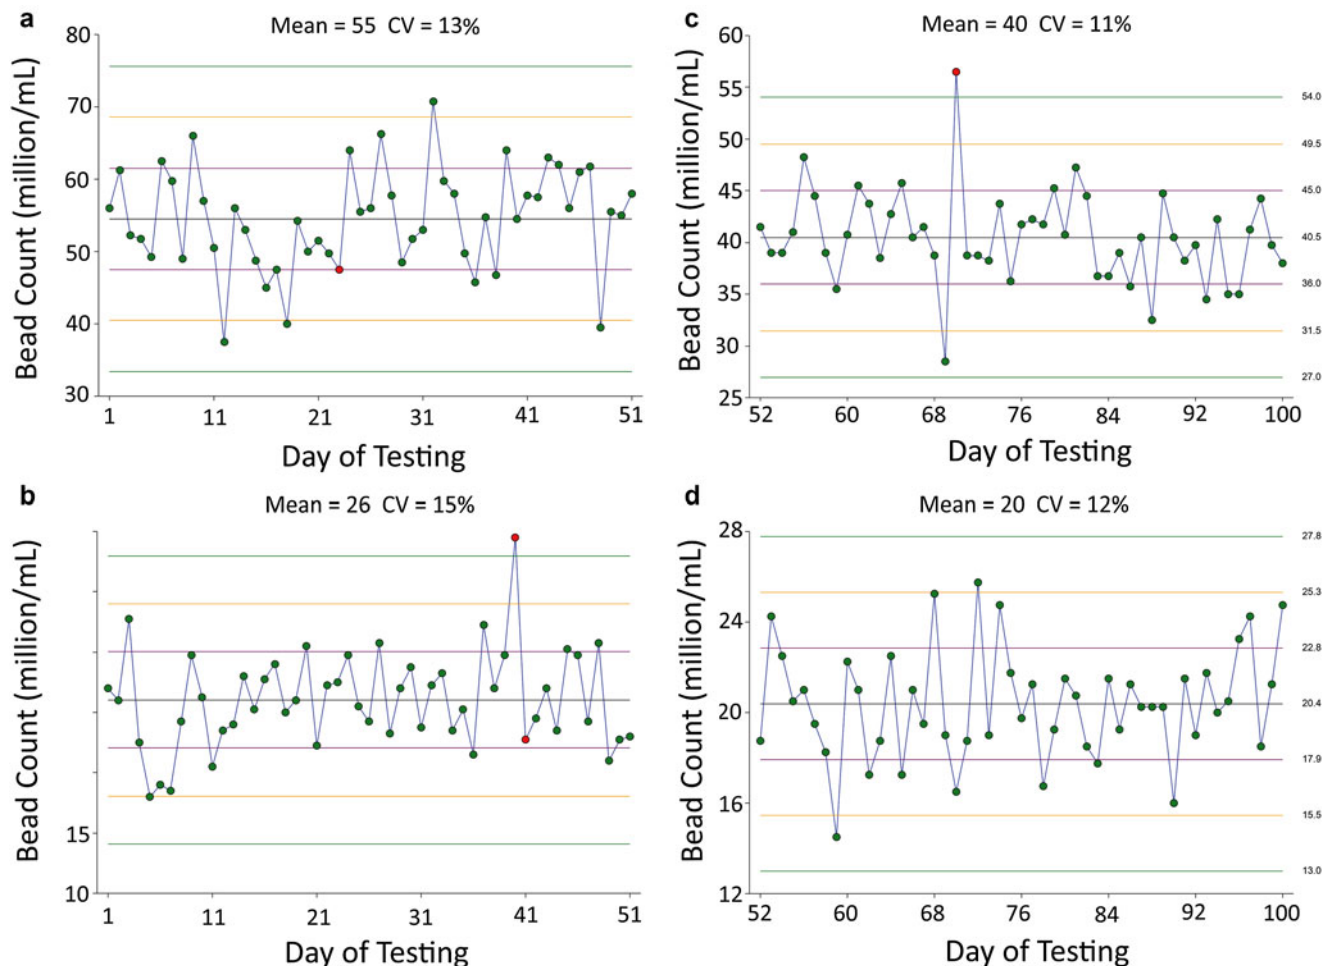 a
Mean = 55 CV = 13%
Bead Count (million/mL)
80
70
60
50
40
30
1 11 21 31 41 51
Day of Testing
c
Mean = 40 CV = 11%
Bead Count (million/mL)
60
55
50
45
40
35
30
25
54.0
49.5
45.0
40.5
36.0
31.5
27.0
52 60 68 76 84 92 100
Day of Testing
b
Mean = 26 CV = 15%
Bead Count (million/mL)
15
10
1 11 21 31 41 51
Day of Testing
d
Mean = 20 CV = 12%
Bead Count (million/mL)
28
24
20
16
12
27.8
25.3
22.8
20.4
17.9
15.5
13.0
52 60 68 76 84 92 100
Day of Testing